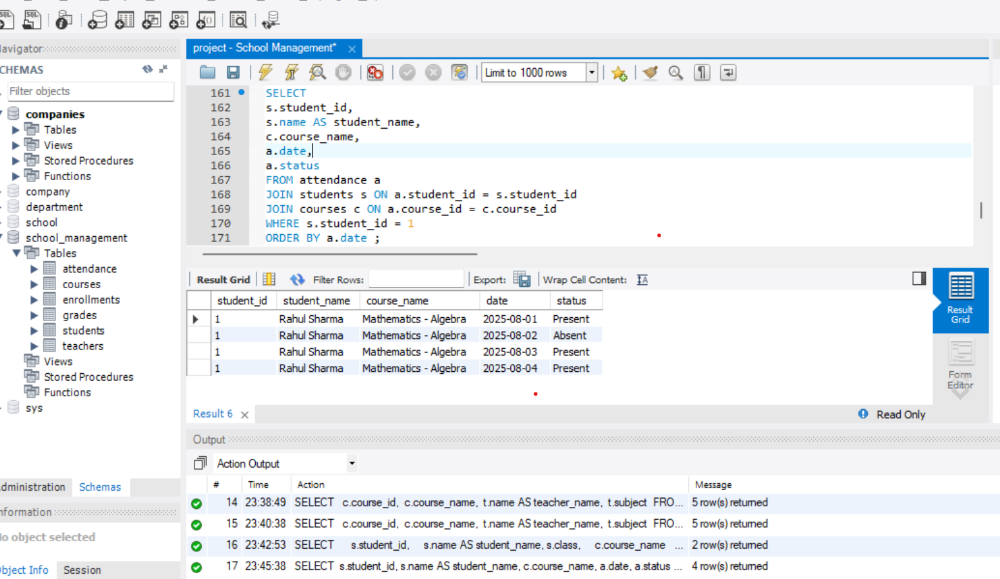 SQL
SQL
avigator
project - School Management*
CHEMAS
Limit to 1000 rows
Filter objects
companies
Tables
Views
Stored Procedures
Functions
company
department
school
school_management
Tables
attendance
courses
enrollments
grades
students
teachers
Views
Stored Procedures
Functions
sys
161 SELECT
162 s.student_id,
163 s.name AS student_name,
164 c.course_name,
165 a.date,
166 a.status
167 FROM attendance a
168 JOIN students s ON a.student_id = s.student_id
169 JOIN courses c ON a.course_id = c.course_id
170 WHERE s.student_id = 1
171 ORDER BY a.date ;
Result Grid Filter Rows: Export: Wrap Cell Content:
student_id student_name course_name date status
1 Rahul Sharma Mathematics - Algebra 2025-08-01 Present
1 Rahul Sharma Mathematics - Algebra 2025-08-02 Absent
1 Rahul Sharma Mathematics - Algebra 2025-08-03 Present
1 Rahul Sharma Mathematics - Algebra 2025-08-04 Present
Result
Grid
Form
Editor
Result 6
Read Only
Output
Action Output
# Time Action Message
14 23:38:49 SELECT c.course_id, c.course_name, t.name AS teacher_name, t.subject FRO... 5 row(s) returned
15 23:40:38 SELECT c.course_id, c.course_name, t.name AS teacher_name, t.subject FRO... 5 row(s) returned
16 23:42:53 SELECT s.student_id, s.name AS student_name, s.class, c.course_name ... 2 row(s) returned
17 23:45:38 SELECT s.student_id, s.name AS student_name, c.course_name, a.date, a.status ... 4 row(s) returned
dministration Schemas
nformation
o object selected
bject Info Session